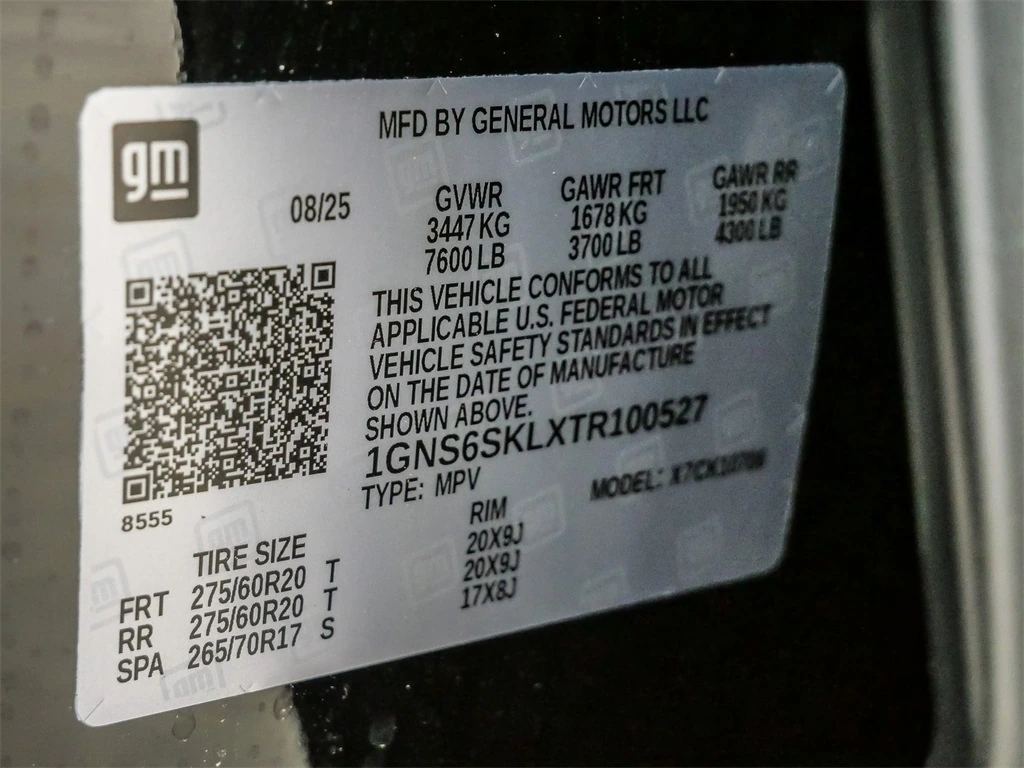 gm
MFD BY GENERAL MOTORS LLC
08/25
GVWR GAWR FRT GAWR RR
3447 KG 1678 KG 1950 KG
7600 LB 3700 LB 4300 LB
THIS VEHICLE CONFORMS TO ALL
APPLICABLE U.S. FEDERAL MOTOR
VEHICLE SAFETY STANDARDS IN EFFECT
ON THE DATE OF MANUFACTURE
SHOWN ABOVE.
1GNS6SKLXTR100527
TYPE: MPV MODEL:
8555
TIRE SIZE RIM
FRT 275/60R20 T 20X9J
RR 275/60R20 T 20X9J
SPA 265/70R17 S 17X8J